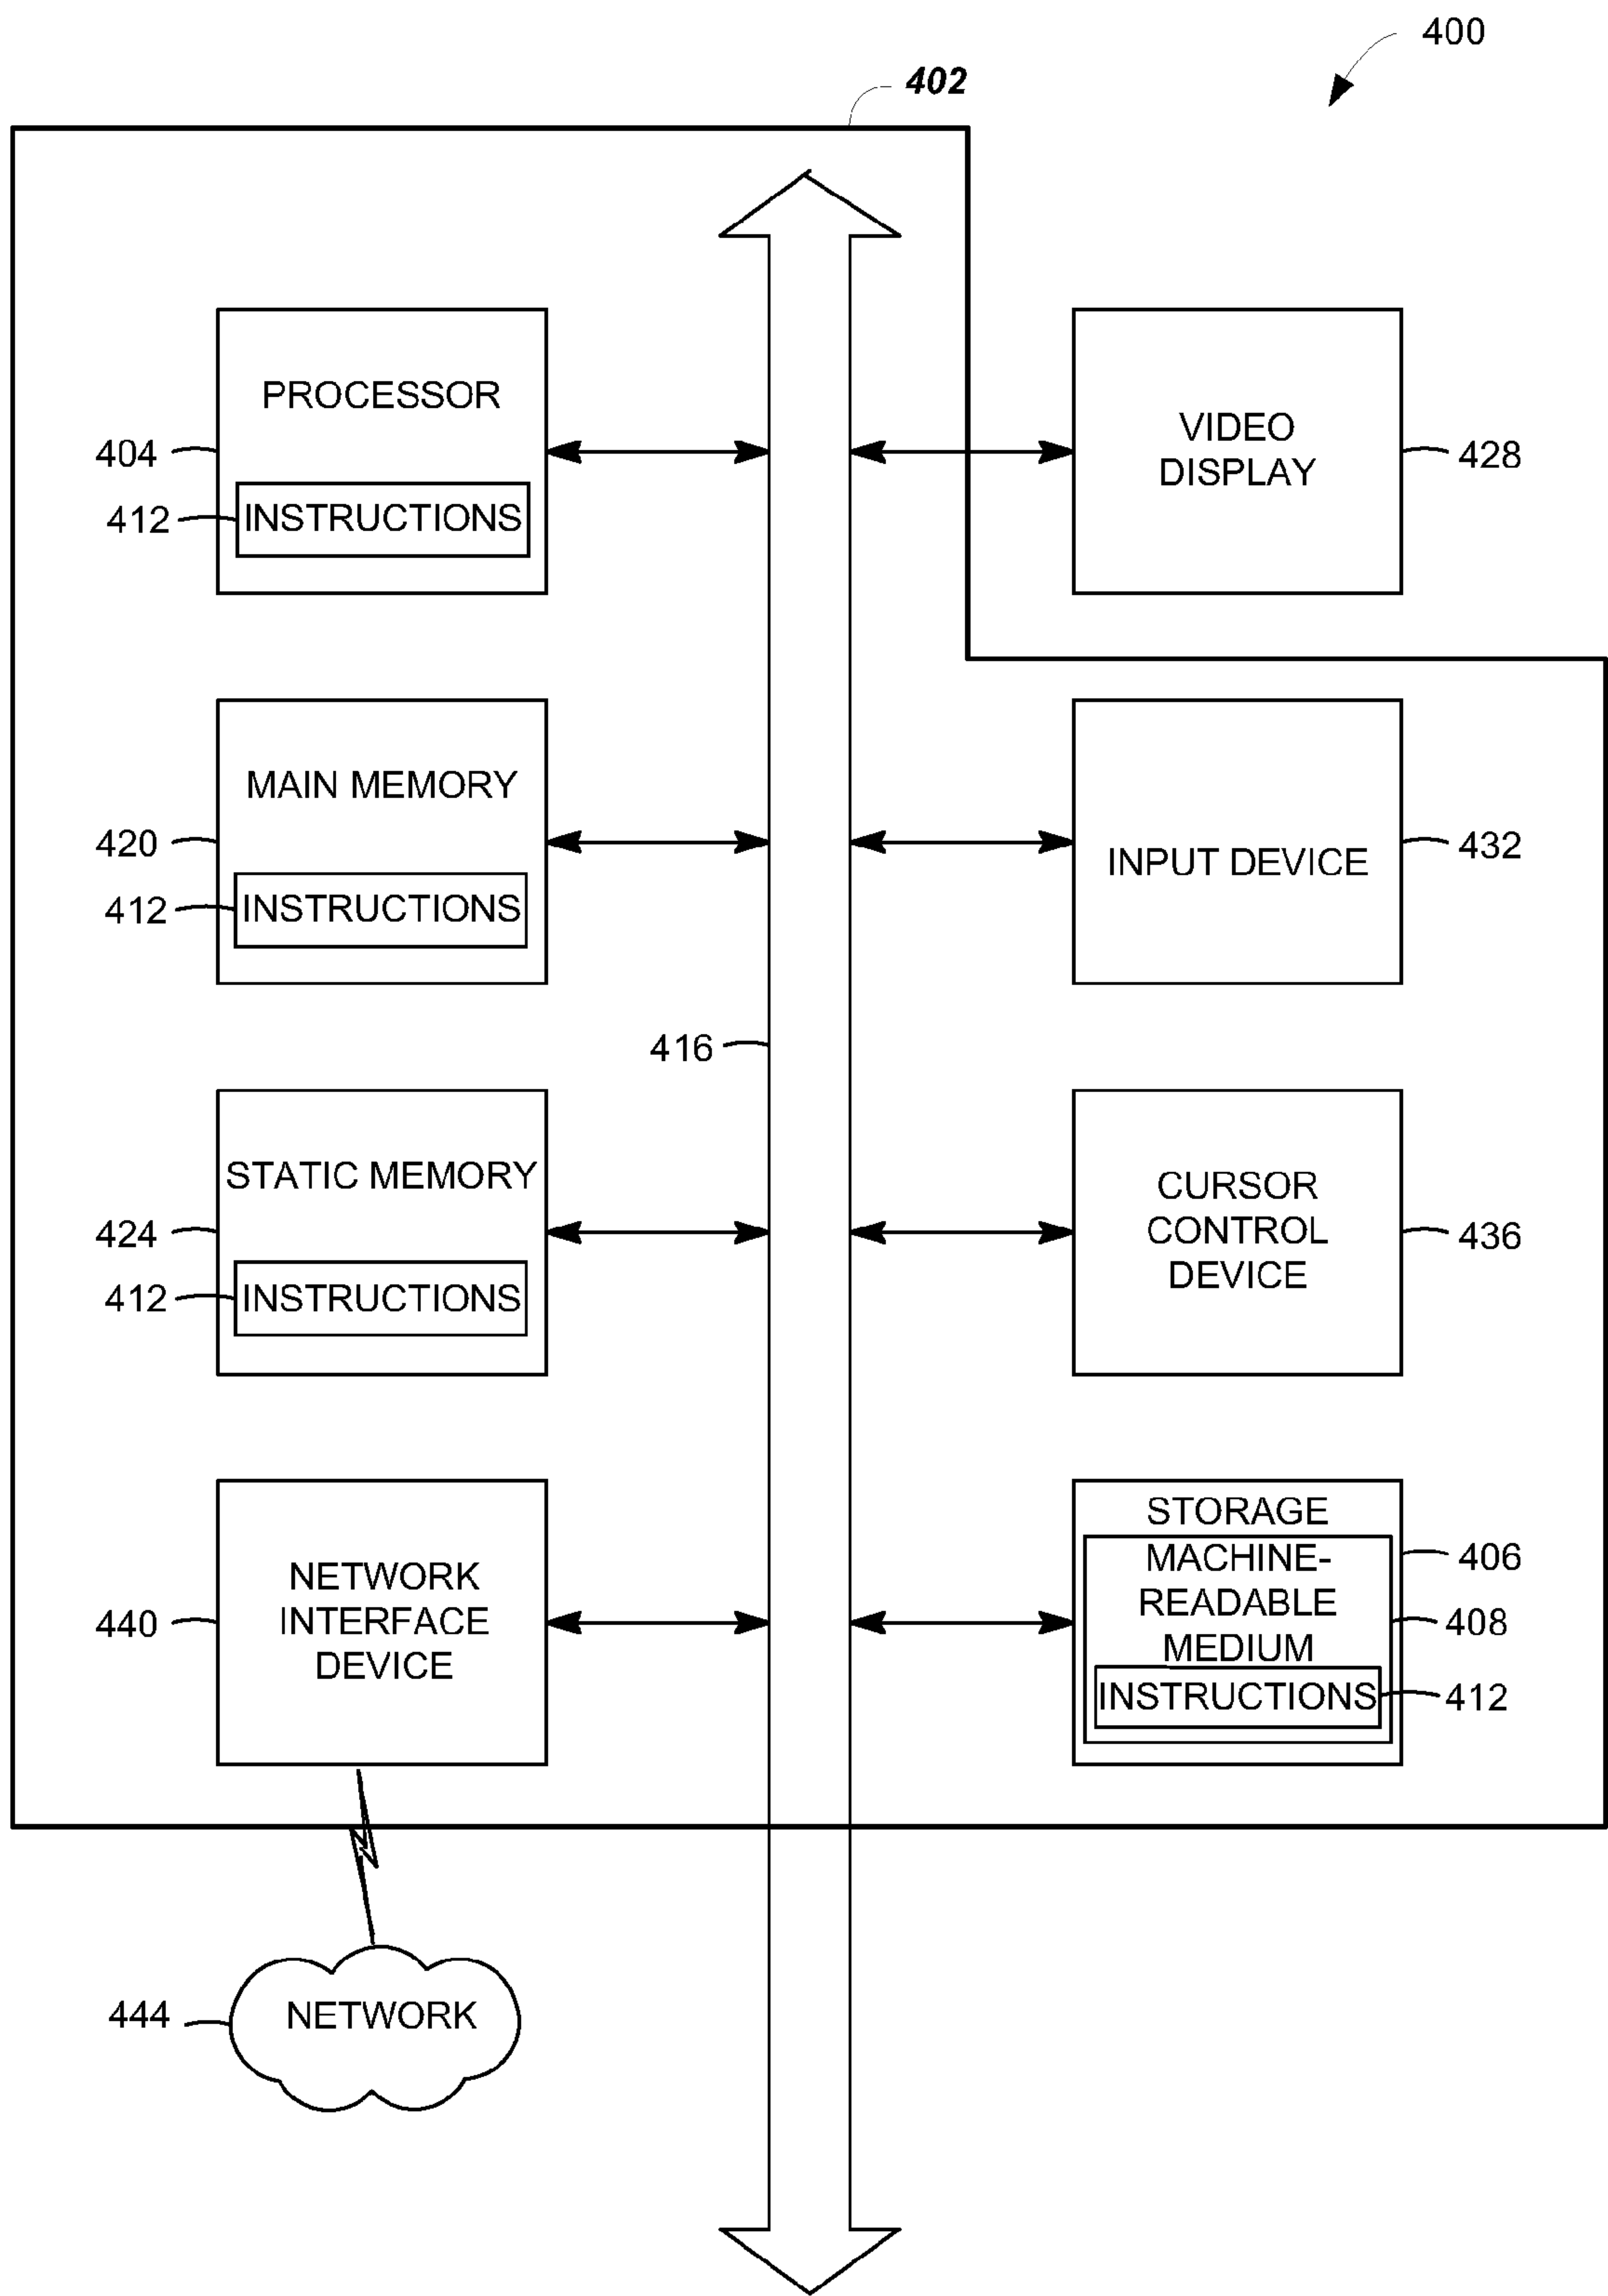 400
402
PROCESSOR
404
412
INSTRUCTIONS
VIDEO
DISPLAY
428
MAIN MEMORY
420
412
INSTRUCTIONS
INPUT DEVICE
432
416
STATIC MEMORY
424
412
INSTRUCTIONS
CURSOR
CONTROL
DEVICE
436
NETWORK
INTERFACE
DEVICE
440
STORAGE
MACHINE-
READABLE
MEDIUM
INSTRUCTIONS
406
408
412
444
NETWORK